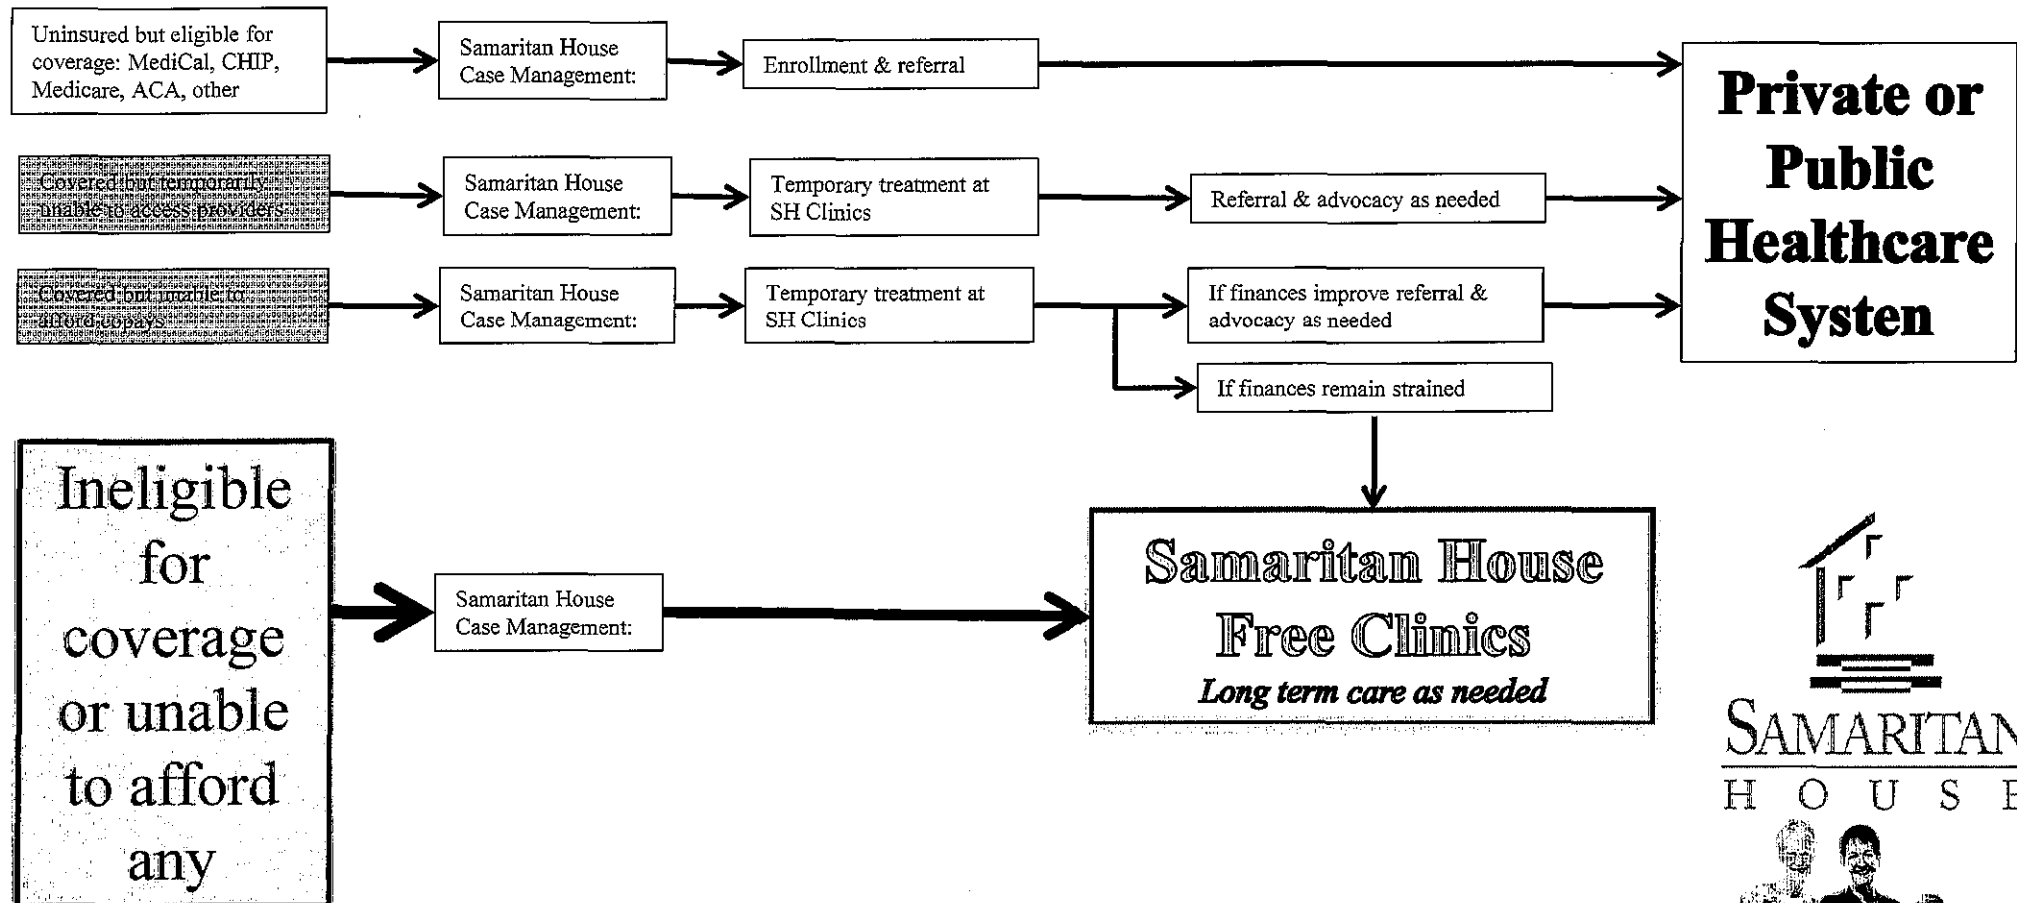 Uninsured but eligible for
coverage: MediCal, CHIP,
Medicare, ACA, other
Samaritan House
Case Management:
Enrollment & referral
Private or
Public
Healthcare
Systen
Covered but temporarily
unable to access providers
Samaritan House
Case Management:
Temporary treatment at
SH Clinics
Referral & advocacy as needed
Covered but unable to
afford copays
Samaritan House
Case Management:
Temporary treatment at
SH Clinics
If finances improve referral &
advocacy as needed
If finances remain strained
Ineligible
for
coverage
or unable
to afford
any
Samaritan House
Case Management:
Samaritan House
Free Clinics
Long term care as needed
SAMARITAN
HOUSE